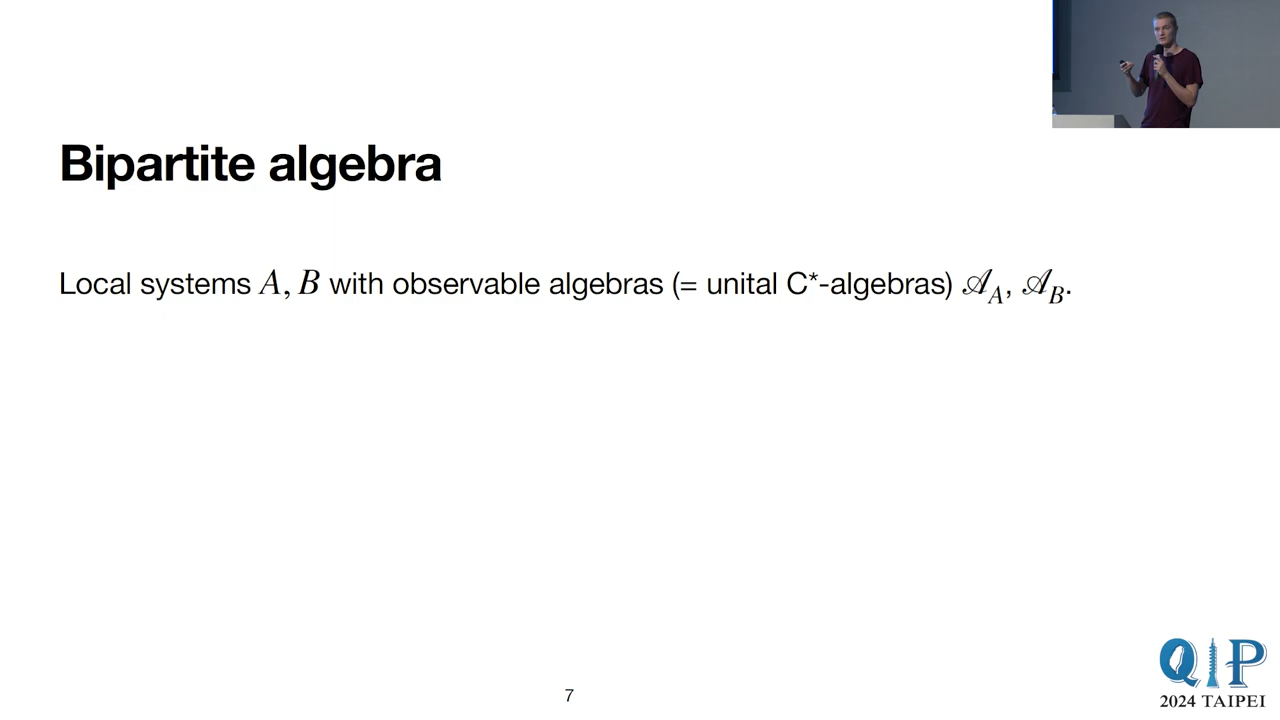 Bipartite algebra
Local systems A, B with observable algebras (= unital C*-algebras) 𝒜_A, 𝒜_B.
7
QIP
2024 TAIPEI